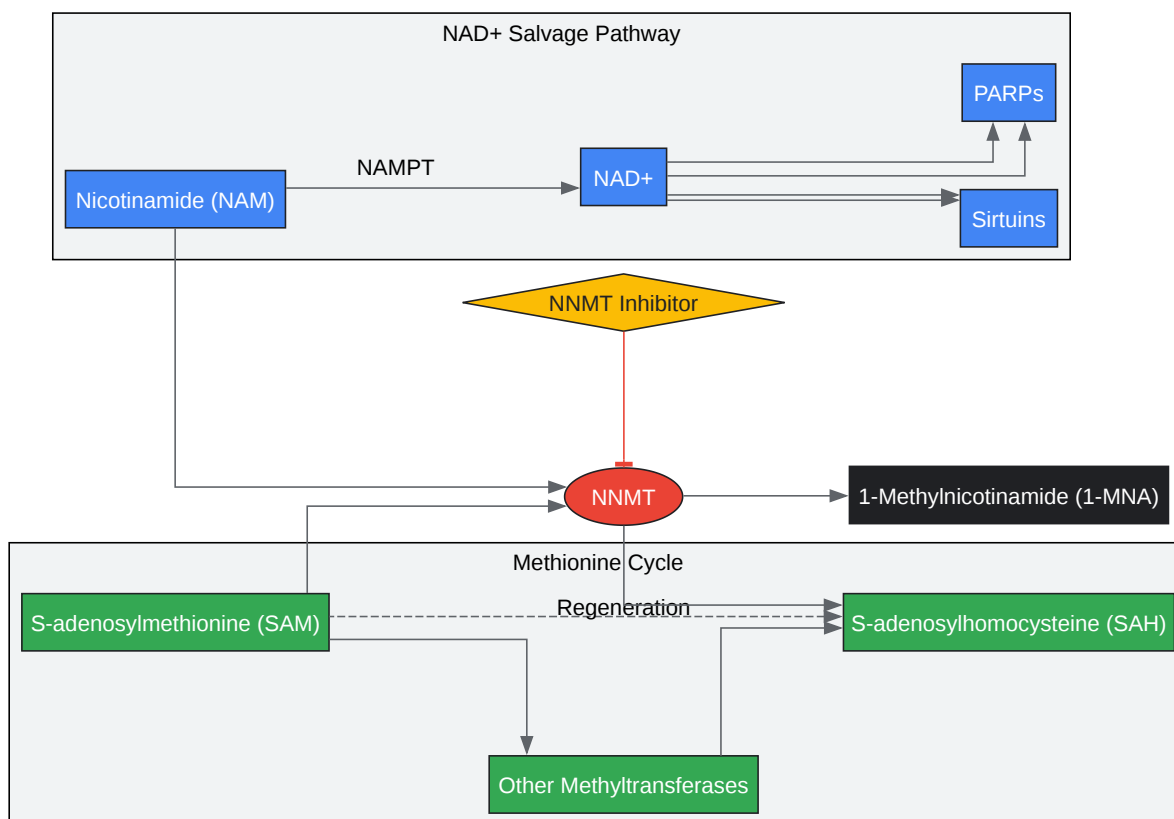 NAD+ Salvage Pathway
PARPs
NAMPT
NAD+
Nicotinamide (NAM)
Sirtuins
NNMT Inhibitor
NNMT
1-Methylnicotinamide (1-MNA)
Methionine Cycle
Regeneration
S-adenosylmethionine (SAM)
S-adenosylhomocysteine (SAH)
Other Methyltransferases